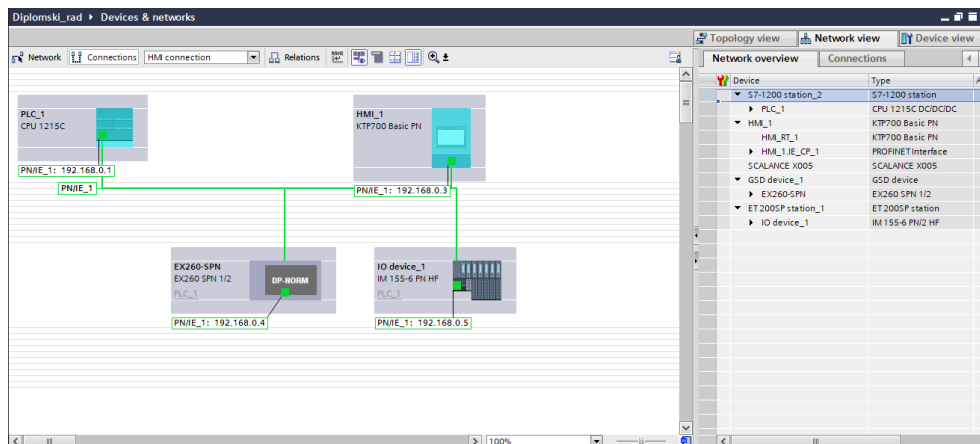 Diplomski_rad ▸ Devices & networks
Topology view Network view Device view
Network Connections HMI connection Relations
Network overview Connections
PLC_1
CPU 1215C
PN/IE_1: 192.168.0.1
PN/IE_1
HMI_1
KTP700 Basic PN
PN/IE_1: 192.168.0.3
EX260-SPN
EX260 SPN 1/2
PLC_1
DP-NORM
PN/IE_1: 192.168.0.4
IO device_1
IM 155-6 PN HF
PLC_1
PN/IE_1: 192.168.0.5
100%
Device Type
S7-1200 station_2 S7-1200 station
PLC_1 CPU 1215C DC/DC/DC
HMI_1 KTP700 Basic PN
HMI_RT_1 KTP700 Basic PN
HMI_1.IE_CP_1 PROFINET Interface
SCALANCE X005 SCALANCE X005
GSD device_1 GSD device
EX260-SPN EX260 SPN 1/2
ET200SP station_1 ET200SP station
IO device_1 IM 155-6 PN/2 HF